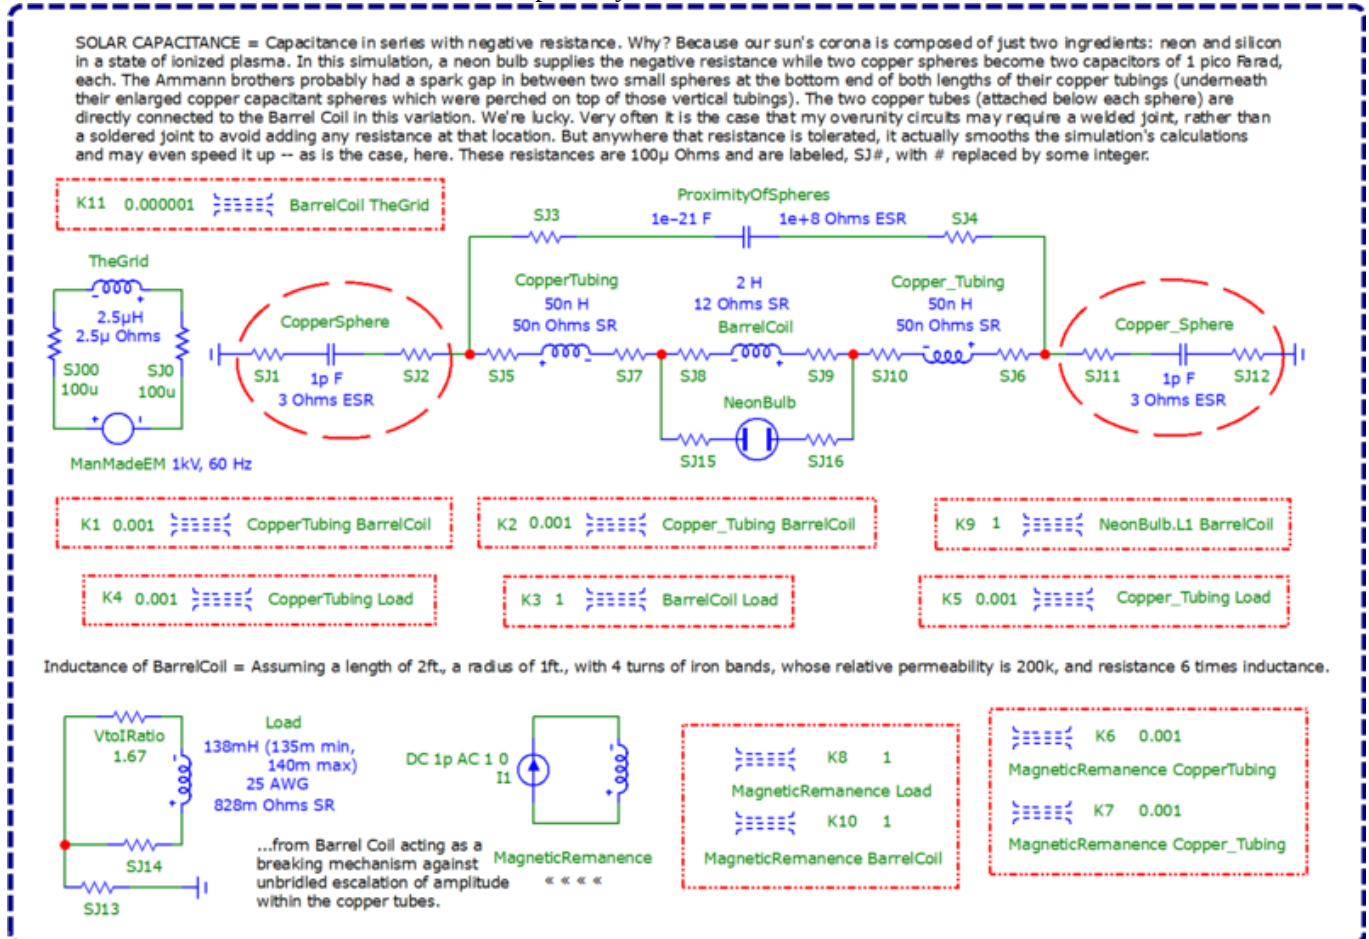 SOLAR CAPACITANCE = Capacitance in series with negative resistance. Why? Because our sun's corona is composed of just two ingredients: neon and silicon
in a state of ionized plasma. In this simulation, a neon bulb supplies the negative resistance while two copper spheres become two capacitors of 1 pico Farad,
each. The Ammann brothers probably had a spark gap in between two small spheres at the bottom end of both lengths of their copper tubings (underneath
their enlarged copper capacitant spheres which were perched on top of those vertical tubings). The two copper tubes (attached below each sphere) are
directly connected to the Barrel Coil in this variation. We're lucky. Very often it is the case that my overunity circuits may require a welded joint, rather than
a soldered joint to avoid adding any resistance at that location. But anywhere that resistance is tolerated, it actually smooths the simulation's calculations
and may even speed it up -- as is the case, here. These resistances are 100µ Ohms and are labeled, SJ#, with # replaced by some integer.
K11 0.000001 BarrelCoil TheGrid
ProximityOfSpheres
SJ3 1e-21 F 1e+8 Ohms ESR SJ4
TheGrid
2.5µH
2.5µ Ohms
SJ00
100u
SJ0
100u
ManMadeEM 1kV, 60 Hz
CopperSphere
SJ1 SJ2
1p F
3 Ohms ESR
CopperTubing
50n H
50n Ohms SR
SJ5 SJ7
2 H
12 Ohms SR
BarrelCoil
SJ8 SJ9
NeonBulb
SJ15 SJ16
Copper_Tubing
50n H
50n Ohms SR
SJ10 SJ6
Copper_Sphere
SJ11 SJ12
1p F
3 Ohms ESR
K1 0.001 CopperTubing BarrelCoil
K2 0.001 Copper_Tubing BarrelCoil
K9 1 NeonBulb.L1 BarrelCoil
K4 0.001 CopperTubing Load
K3 1 BarrelCoil Load
K5 0.001 Copper_Tubing Load
Inductance of BarrelCoil = Assuming a length of 2ft., a radius of 1ft., with 4 turns of iron bands, whose relative permeability is 200k, and resistance 6 times inductance.
VtoIRatio
1.67
Load
138mH (135m min,
140m max)
25 AWG
828m Ohms SR
SJ14
SJ13
...from Barrel Coil acting as a
breaking mechanism against
unbridled escalation of amplitude
within the copper tubes.
DC 1p AC 1 0
I1
MagneticRemanence
« « « «
K8 1
MagneticRemanence Load
K10 1
MagneticRemanence BarrelCoil
K6 0.001
MagneticRemanence CopperTubing
K7 0.001
MagneticRemanence Copper_Tubing